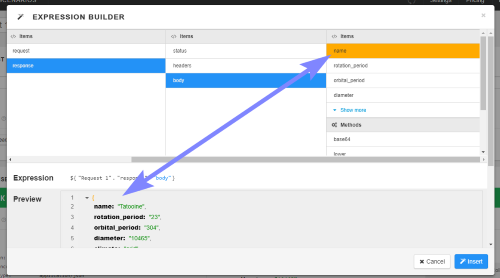 Settings
Pricing
EXPRESSION BUILDER
×
</> Items
request
response
</> Items
status
headers
body
</> Items
name
rotation_period
orbital_period
diameter
Show more
Methods
base64
lower
Expression
${"Request 1"."response"."body"}
Preview
1 {
2 name: "Tatooine",
3 rotation_period: "23",
4 orbital_period: "304",
5 diameter: "10465",
6
Cancel
Insert